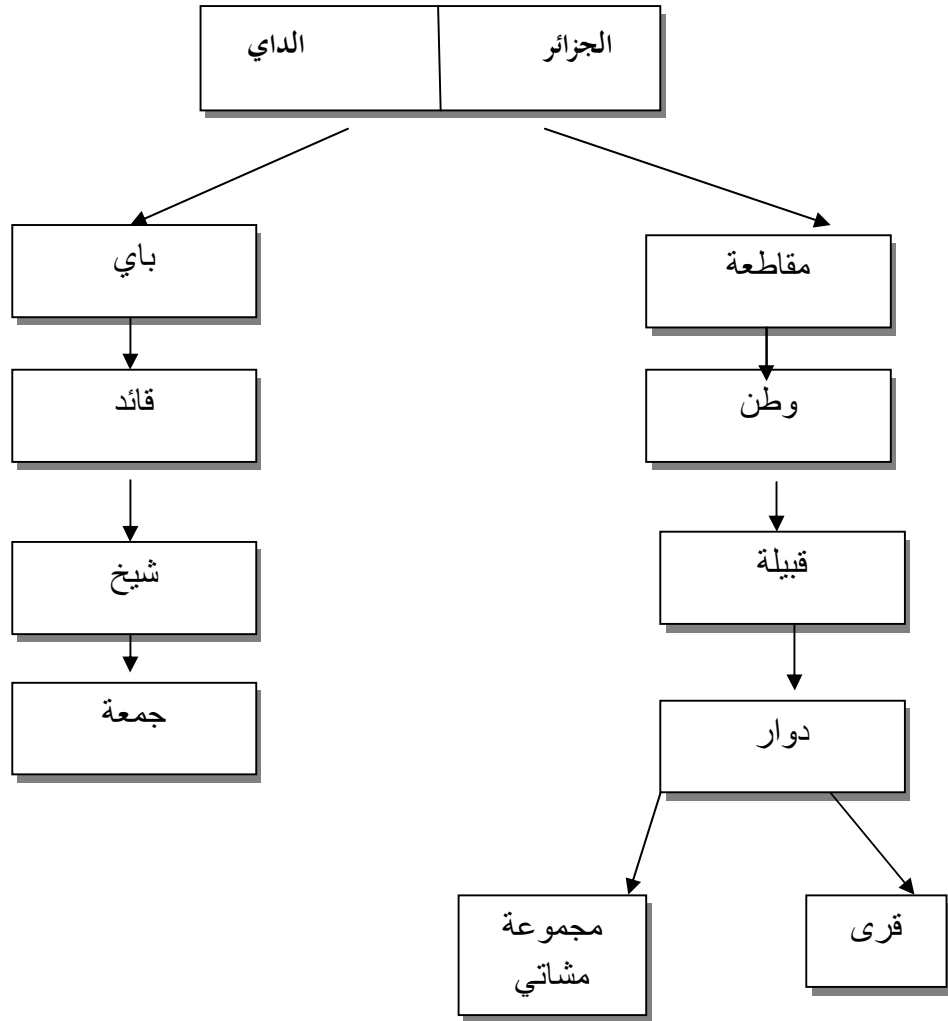 الجزائر
الداي
مقاطعة
باي
وطن
قائد
قبيلة
شيخ
دوار
جمعة
قرى
مجموعة
مشاتي